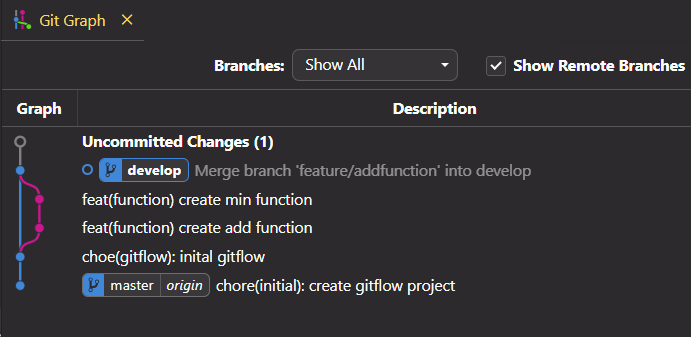 Git Graph
Branches: Show All Show Remote Branches
Graph Description
Uncommitted Changes (1)
develop Merge branch 'feature/addfunction' into develop
feat(function) create min function
feat(function) create add function
choe(gitflow): inital gitflow
master origin chore(initial): create gitflow project